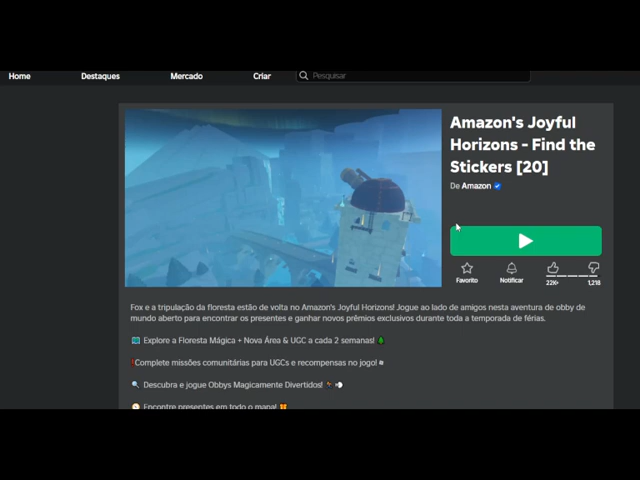 Home Destaques Mercado Criar Pesquisar
Amazon's Joyful
Horizons - Find the
Stickers [20]
De Amazon
Favorito Notificar 22K+ 1,218
Fox e a tripulação da floresta estão de volta no Amazon's Joyful Horizons! Jogue ao lado de amigos nesta aventura de obby de
mundo aberto para encontrar os presentes e ganhar novos prêmios exclusivos durante toda a temporada de férias.
Explore a Floresta Mágica + Nova Área & UGC a cada 2 semanas!
Complete missões comunitárias para UGCs e recompensas no jogo!
Descubra e jogue Obbys Magicamente Divertidos!
Encontre presentes em todo o mapa!